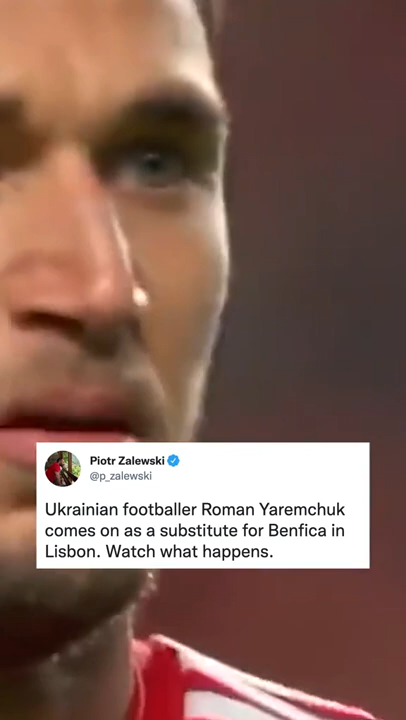 Piotr Zalewski
@p_zalewski
Ukrainian footballer Roman Yaremchuk
comes on as a substitute for Benfica in
Lisbon. Watch what happens.